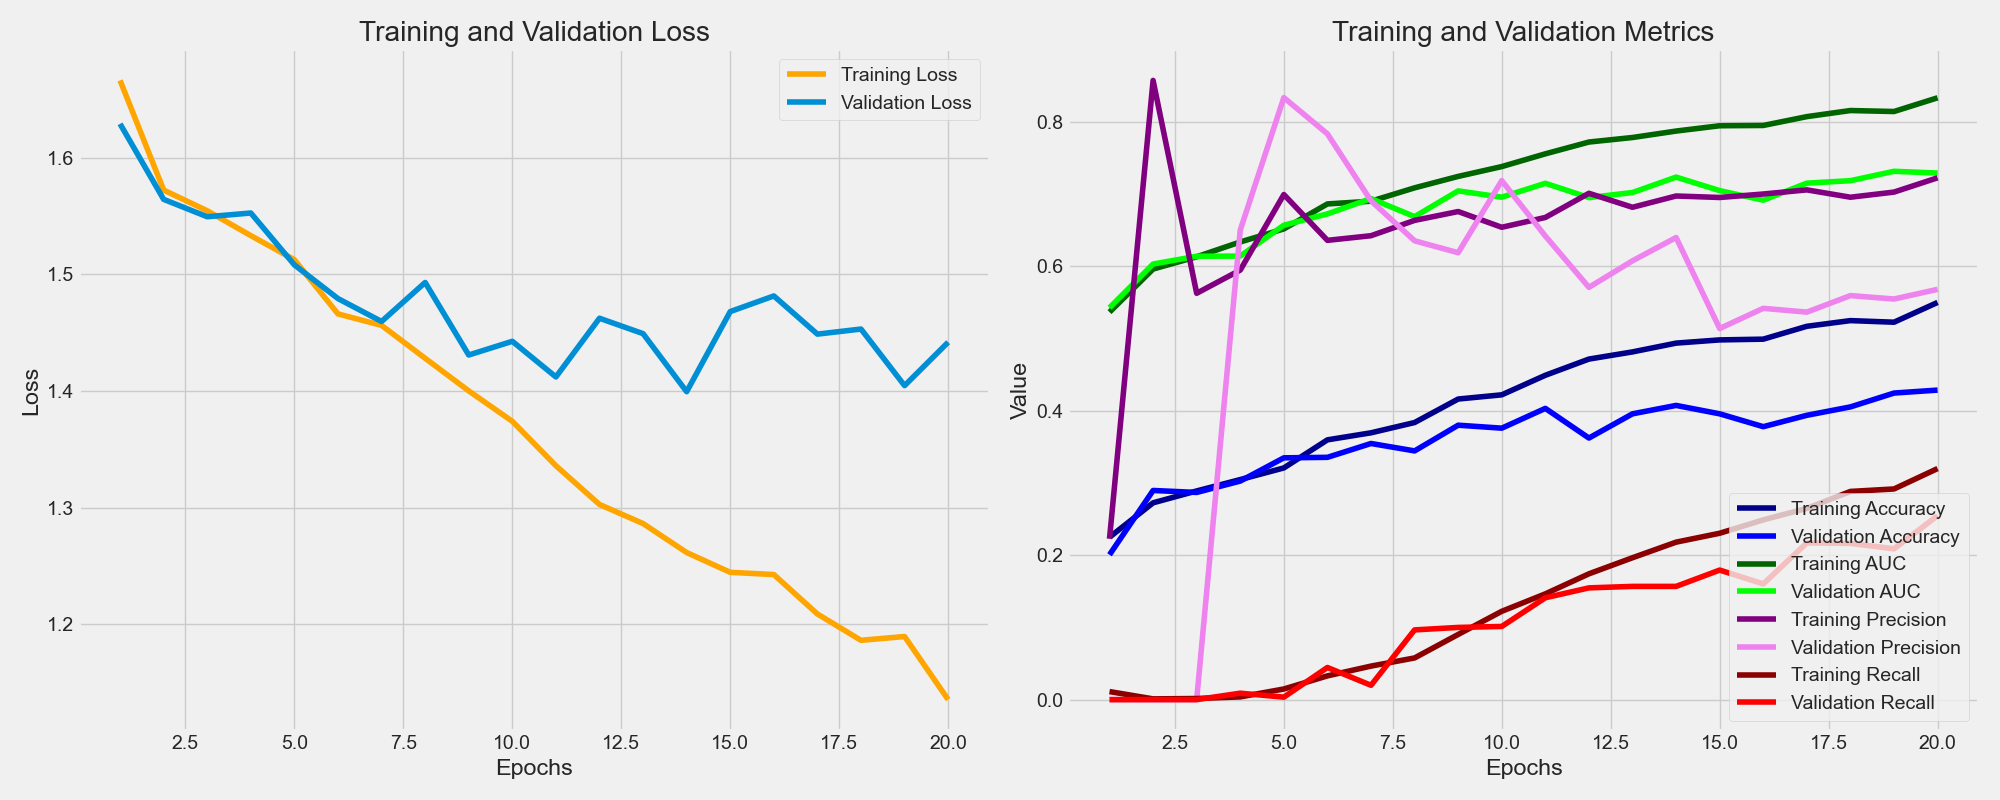 Training and Validation Loss
Training Loss
Validation Loss
1.6
1.5
1.4
1.3
1.2
Loss
2.5 5.0 7.5 10.0 12.5 15.0 17.5 20.0
Epochs
Training and Validation Metrics
0.8
0.6
0.4
0.2
0.0
Value
Training Accuracy
Validation Accuracy
Training AUC
Validation AUC
Training Precision
Validation Precision
Training Recall
Validation Recall
2.5 5.0 7.5 10.0 12.5 15.0 17.5 20.0
Epochs